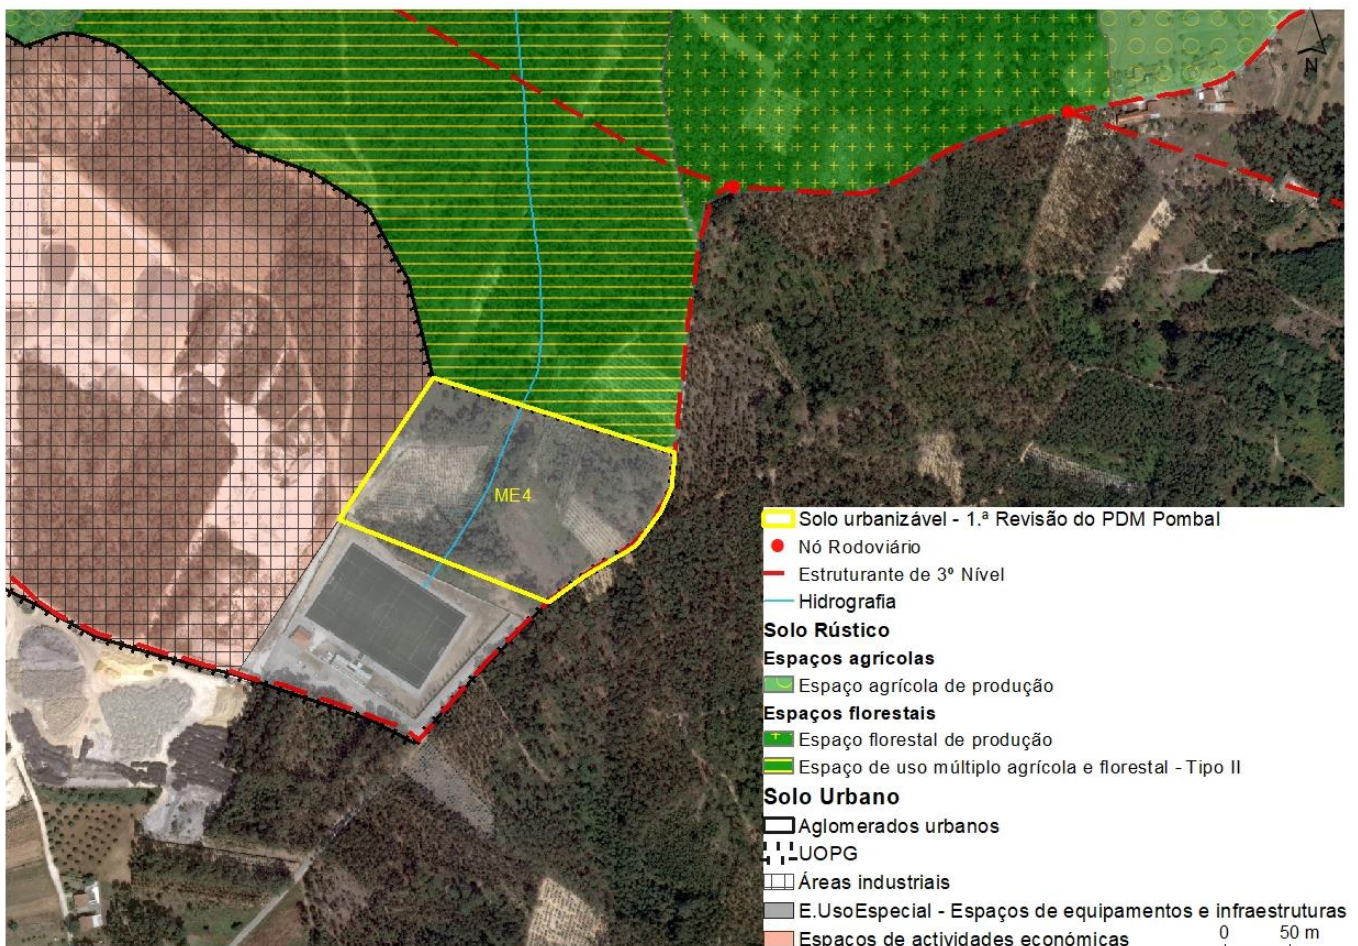 N
ME4
Solo urbanizável - 1.ª Revisão do PDM Pombal
Nó Rodoviário
Estruturante de 3º Nível
Hidrografia
Solo Rústico
Espaços agrícolas
Espaço agrícola de produção
Espaços florestais
Espaço florestal de produção
Espaço de uso múltiplo agrícola e florestal - Tipo II
Solo Urbano
Aglomerados urbanos
UOPG
Áreas industriais
E.UsoEspecial - Espaços de equipamentos e infraestruturas
Espaços de actividades económicas
0 50 m